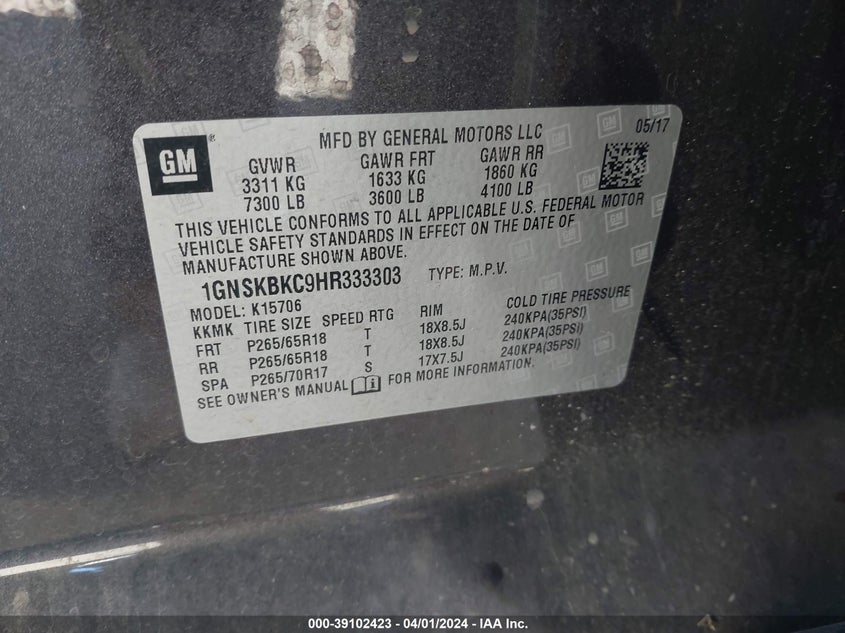 GM ®
MFD BY GENERAL MOTORS LLC 05/17
GVWR GAWR FRT GAWR RR
3311 KG 1633 KG 1860 KG
7300 LB 3600 LB 4100 LB
THIS VEHICLE CONFORMS TO ALL APPLICABLE U.S. FEDERAL MOTOR
VEHICLE SAFETY STANDARDS IN EFFECT ON THE DATE OF
MANUFACTURE SHOWN ABOVE.
1GNSKBKC9HR333303 TYPE: M.P.V.
MODEL: K15706
KKMK TIRE SIZE SPEED RTG RIM COLD TIRE PRESSURE
FRT P265/65R18 T 18X8.5J 240KPA(35PSI)
RR P265/65R18 T 18X8.5J 240KPA(35PSI)
SPA P265/70R17 S 17X7.5J 240KPA(35PSI)
SEE OWNER'S MANUAL FOR MORE INFORMATION.
000-39102423 - 04/01/2024 - IAA Inc.